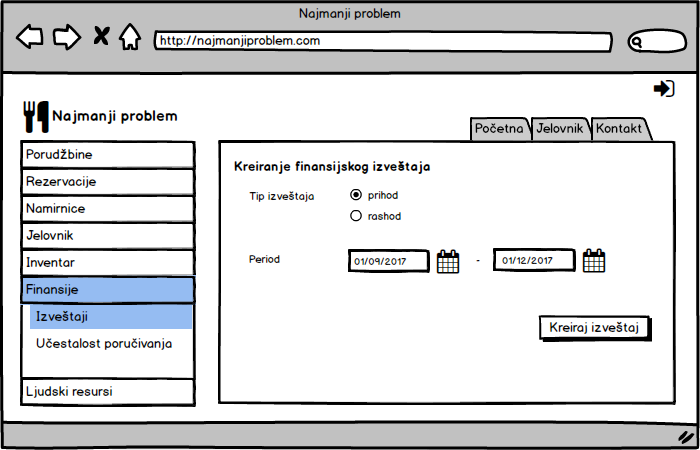 Najmanji problem
http://najmanjiproblem.com
Najmanji problem
Početna Jelovnik Kontakt
Porudžbine
Rezervacije
Namirnice
Jelovnik
Inventar
Finansije
Izveštaji
Učestalost poručivanja
Ljudski resursi
Kreiranje finansijskog izveštaja
Tip izveštaja prihod
rashod
Period 01/09/2017 - 01/12/2017
Kreiraj izveštaj